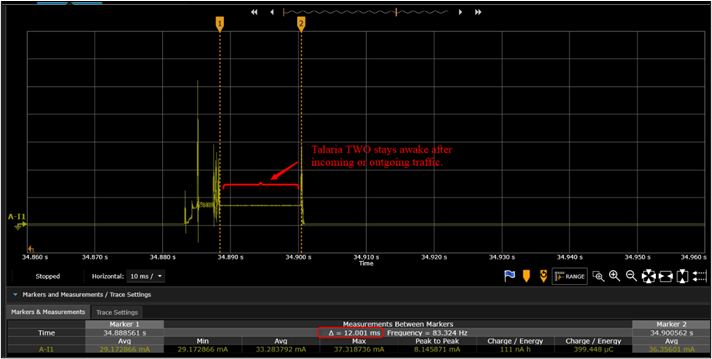 1 2
Talaria TWO stays awake after
incoming or outgoing traffic.
A-I1
34.860 s 34.870 s 34.880 s 34.890 s 34.900 s 34.910 s 34.920 s 34.930 s 34.940 s 34.950 s 34.960 s
Time
Stopped Horizontal: 10 ms / RANGE
Markers and Measurements / Trace Settings
Markers & Measurements Trace Settings
Marker 1 Measurements Between Markers Marker 2
Time 34.888561 s Δ = 12.001 ms Frequency = 83.324 Hz 34.900562 s
Avg Min Avg Max Peak to Peak Charge / Energy Charge / Energy Avg
A-I1 29.172866 mA 29.172866 mA 33.283792 mA 37.318736 mA 8.145871 mA 111 nA h 399.448 µC 36.35601 mA